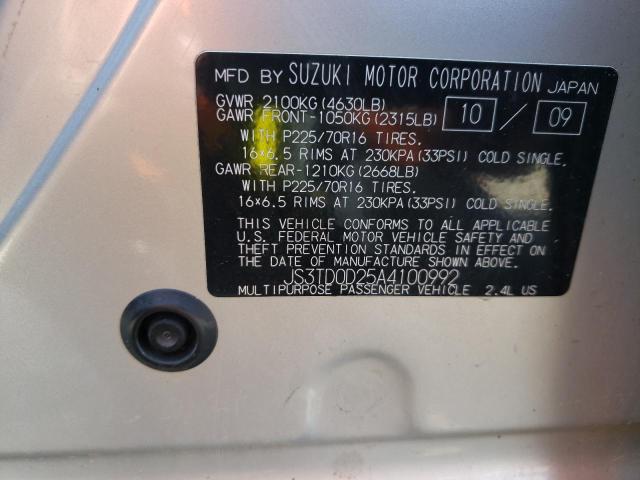 MFD BY SUZUKI MOTOR CORPORATION JAPAN
GVWR 2100KG(4630LB) 10 / 09
GAWR FRONT-1050KG(2315LB)
WITH P225/70R16 TIRES.
16×6.5 RIMS AT 230KPA(33PSI) COLD SINGLE.
GAWR REAR-1210KG(2668LB)
WITH P225/70R16 TIRES.
16×6.5 RIMS AT 230KPA(33PSI) COLD SINGLE.
THIS VEHICLE CONFORMS TO ALL APPLICABLE
U.S. FEDERAL MOTOR VEHICLE SAFETY AND
THEFT PREVENTION STANDARDS IN EFFECT ON
THE DATE OF MANUFACTURE SHOWN ABOVE.
JS3TD0D25A4100992
MULTIPURPOSE PASSENGER VEHICLE 2.4L US